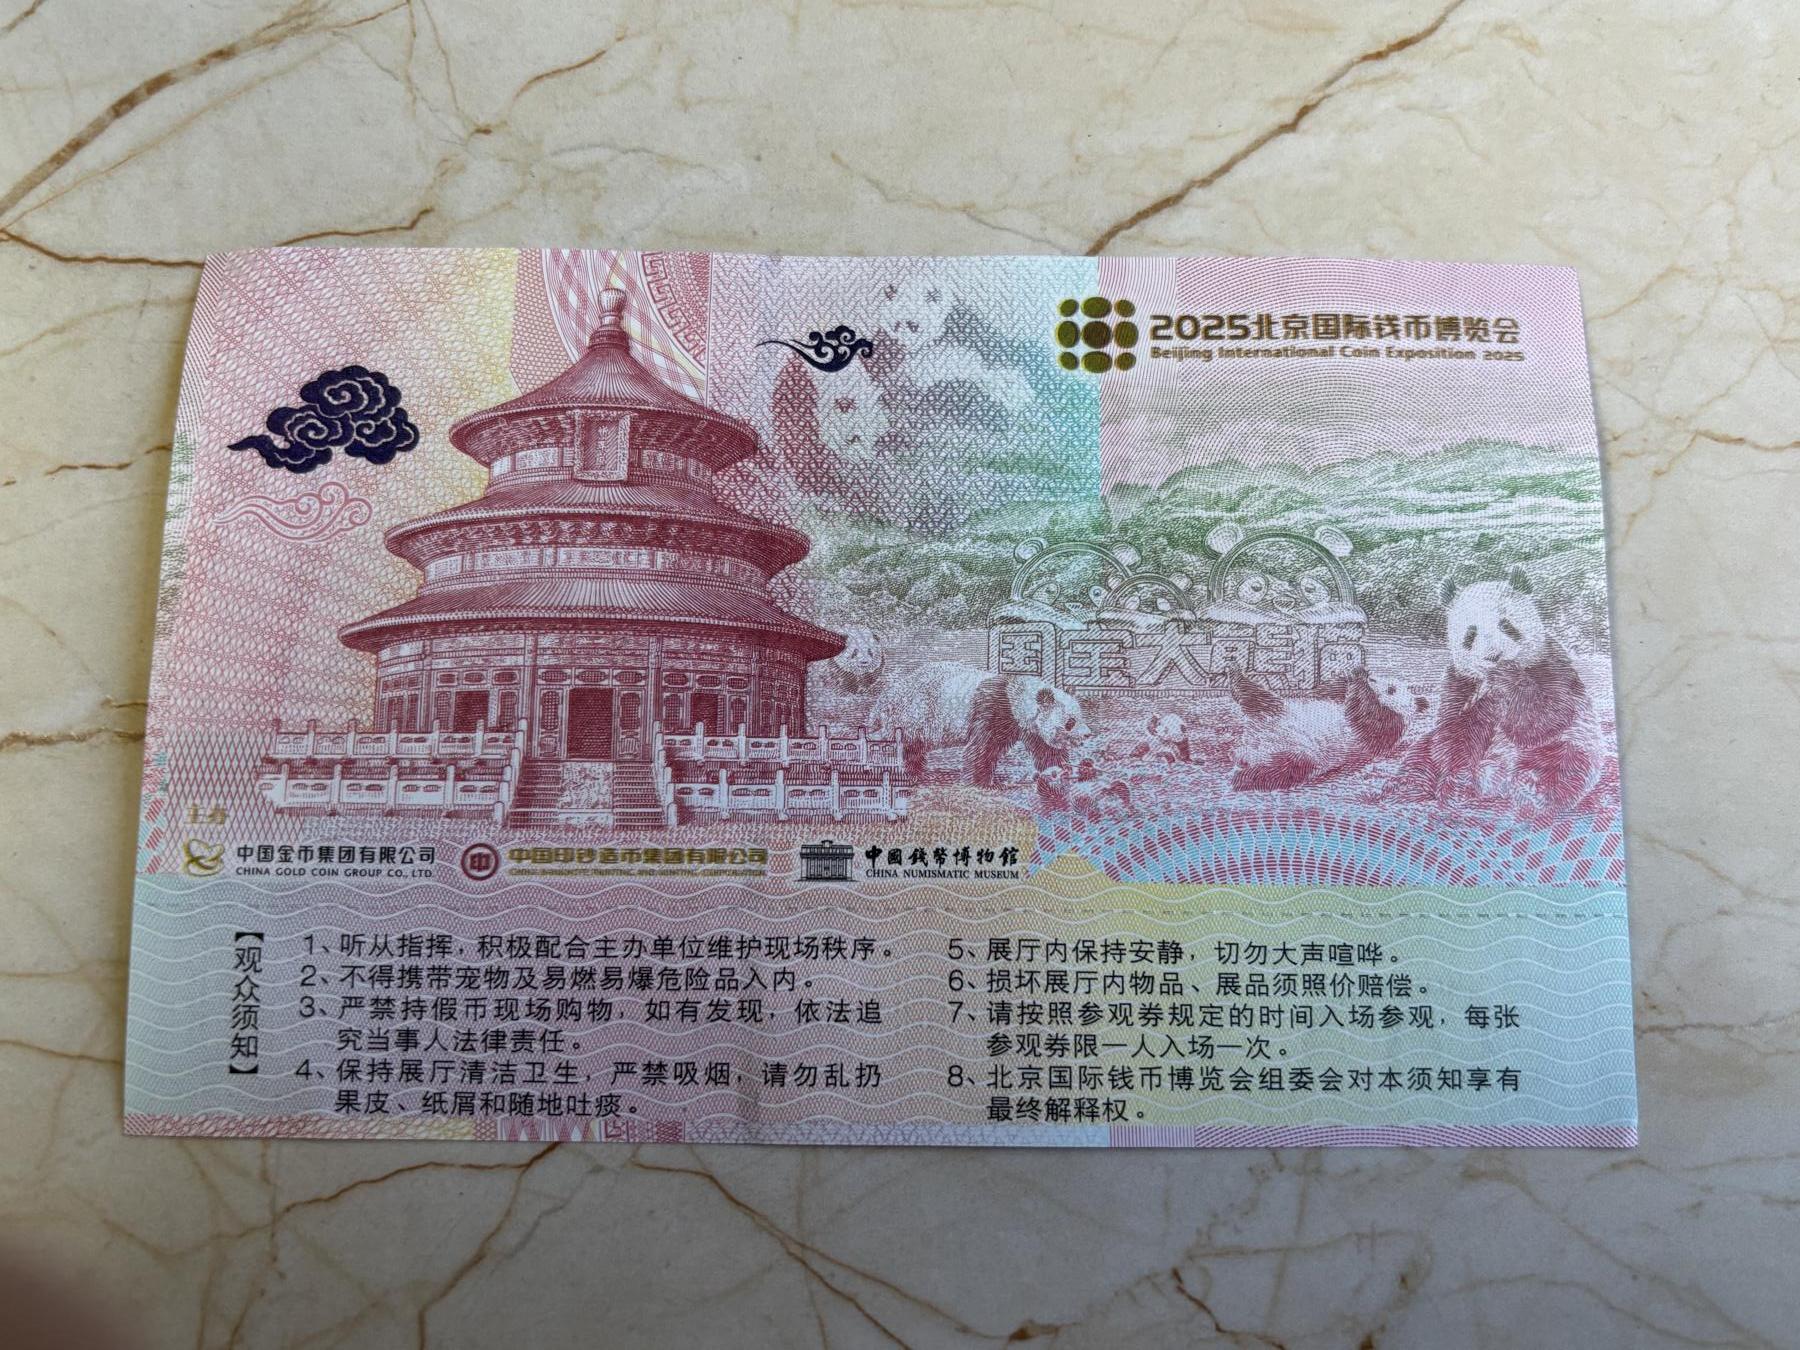 2025北京国际钱币博览会
Beijing International Coin Exposition 2025
国宝大熊猫
主办
中国金币集团有限公司
CHINA GOLD COIN GROUP CO., LTD.
中
中国印钞造币集团有限公司
CHINA BANKNOTE PRINTING AND MINTING CORPORATION
中國錢幣博物館
CHINA NUMISMATIC MUSEUM
【观众须知】
1、听从指挥，积极配合主办单位维护现场秩序。
2、不得携带宠物及易燃易爆危险品入内。
3、严禁持假币现场购物，如有发现，依法追
究当事人法律责任。
4、保持展厅清洁卫生，严禁吸烟，请勿乱扔
果皮、纸屑和随地吐痰。
5、展厅内保持安静，切勿大声喧哗。
6、损坏展厅内物品、展品须照价赔偿。
7、请按照参观券规定的时间入场参观，每张
参观券限一人入场一次。
8、北京国际钱币博览会组委会对本须知享有
最终解释权。